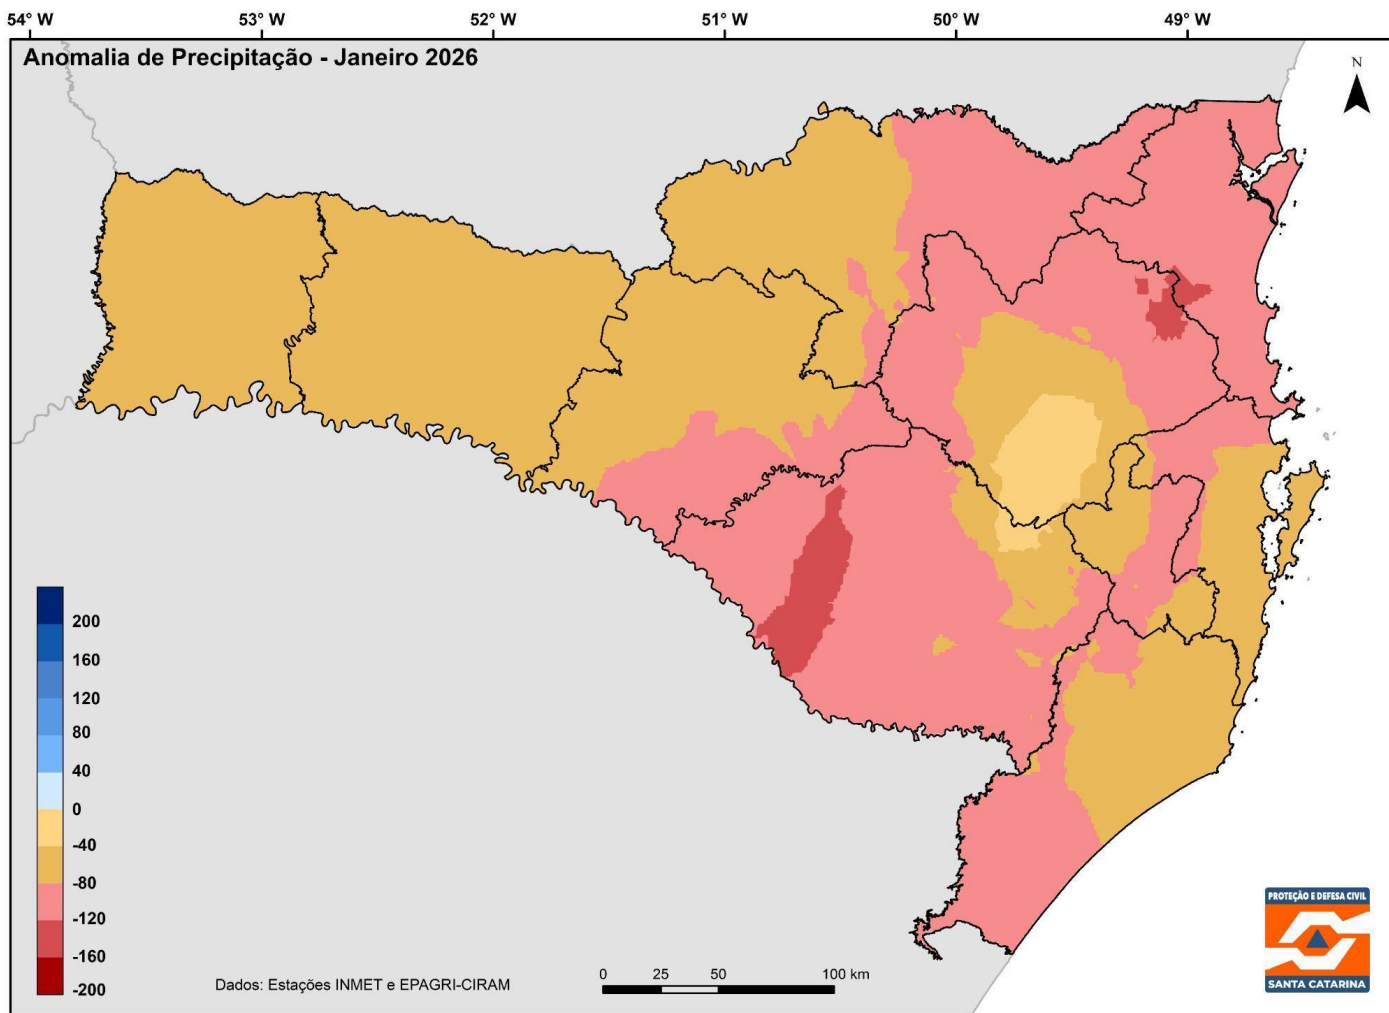 54° W 53° W 52° W 51° W 50° W 49° W
Anomalia de Precipitação - Janeiro 2026
N
200
160
120
80
40
0
-40
-80
-120
-160
-200
Dados: Estações INMET e EPAGRI-CIRAM
0 25 50 100 km
PROTEÇÃO E DEFESA CIVIL
SANTA CATARINA